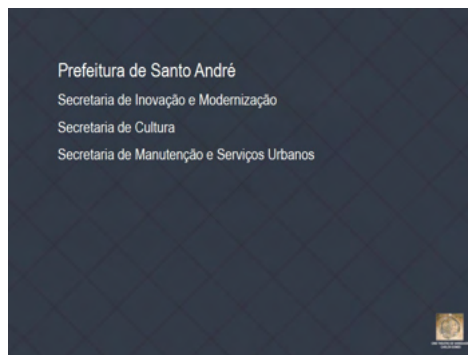 Prefeitura de Santo André
Secretaria de Inovação e Modernização
Secretaria de Cultura
Secretaria de Manutenção e Serviços Urbanos